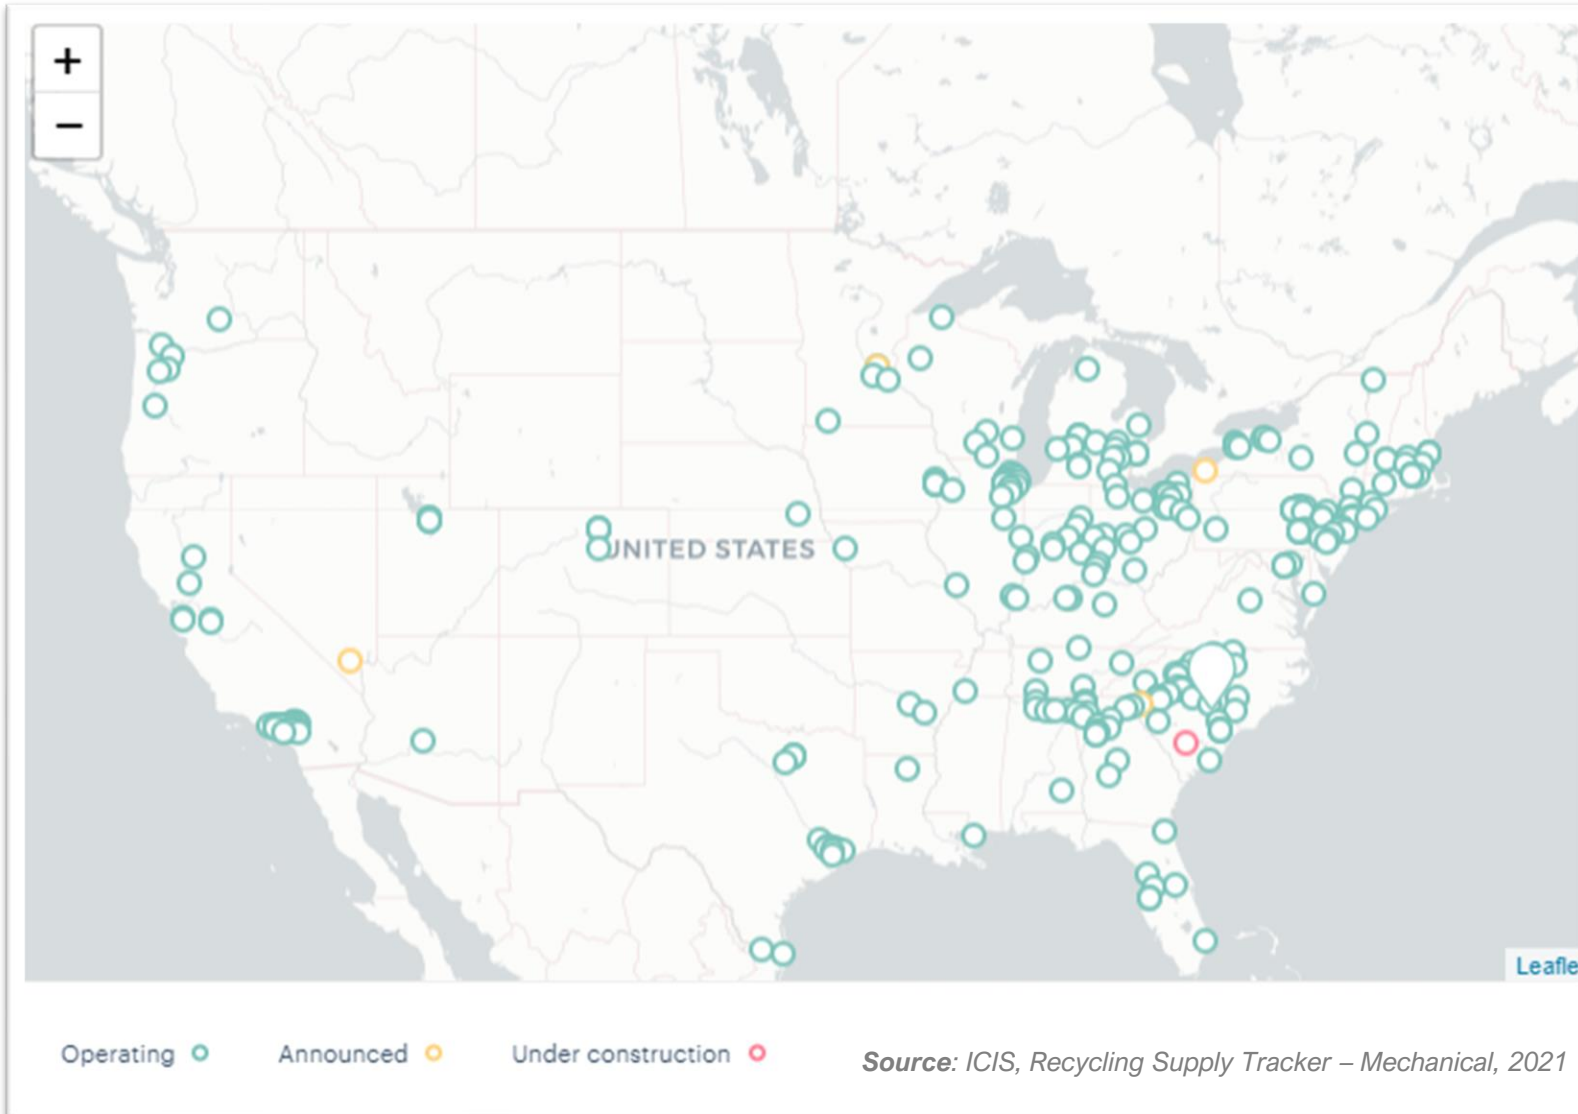 +
−
UNITED STATES
Leafle
Operating
Announced
Under construction
Source: ICIS, Recycling Supply Tracker – Mechanical, 2021